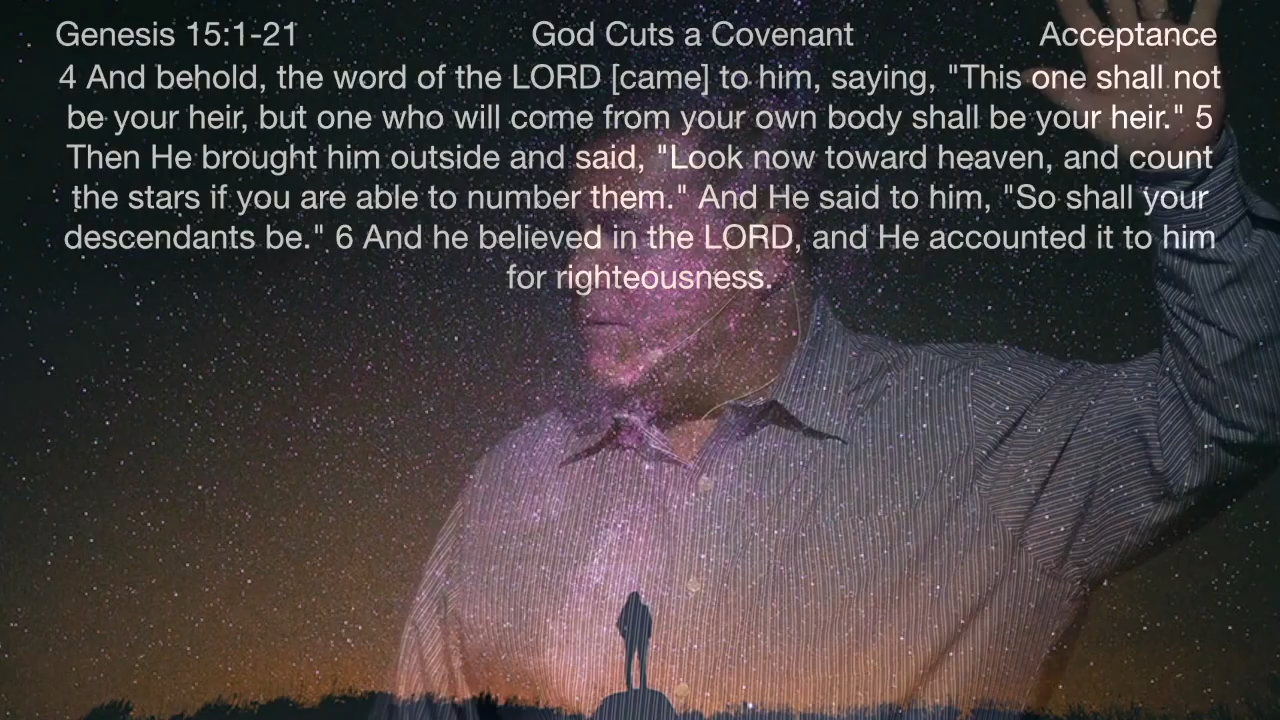 Genesis 15:1-21 God Cuts a Covenant Acceptance
4 And behold, the word of the LORD [came] to him, saying, "This one shall not
be your heir, but one who will come from your own body shall be your heir." 5
Then He brought him outside and said, "Look now toward heaven, and count
the stars if you are able to number them." And He said to him, "So shall your
descendants be." 6 And he believed in the LORD, and He accounted it to him
for righteousness.